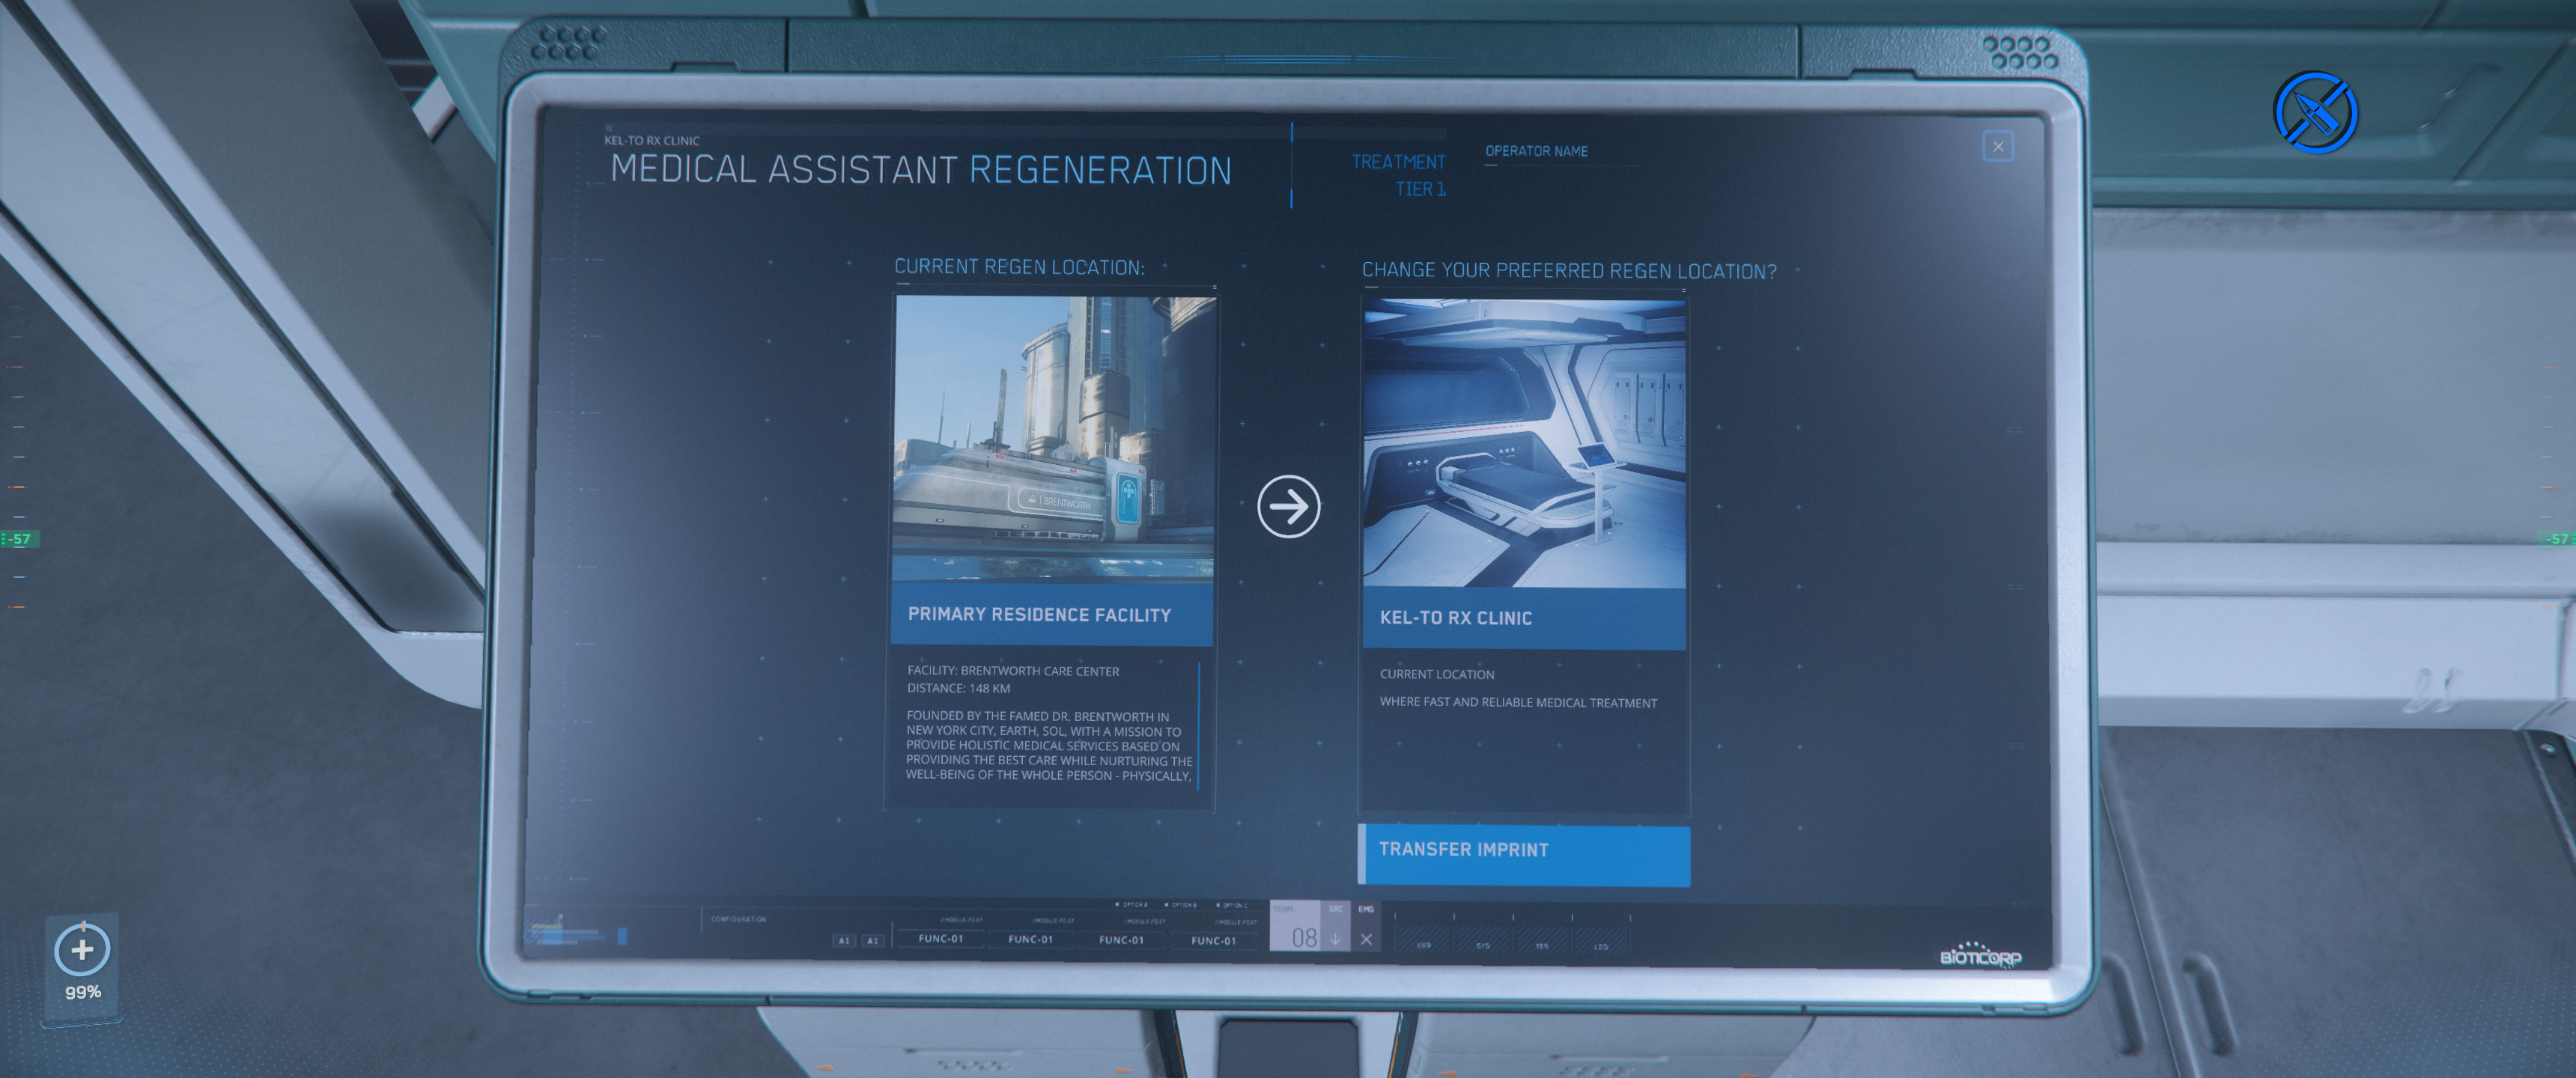 KEL-TO RX CLINIC
MEDICAL ASSISTANT REGENERATION
TREATMENT
TIER 1
OPERATOR NAME
CURRENT REGEN LOCATION:
BRENTWORTH
PRIMARY RESIDENCE FACILITY
FACILITY: BRENTWORTH CARE CENTER
DISTANCE: 148 KM
FOUNDED BY THE FAMED DR. BRENTWORTH IN
NEW YORK CITY, EARTH, SOL, WITH A MISSION TO
PROVIDE HOLISTIC MEDICAL SERVICES BASED ON
PROVIDING THE BEST CARE WHILE NURTURING THE
WELL-BEING OF THE WHOLE PERSON - PHYSICALLY,
CHANGE YOUR PREFERRED REGEN LOCATION?
KEL-TO RX CLINIC
CURRENT LOCATION
WHERE FAST AND RELIABLE MEDICAL TREATMENT
TRANSFER IMPRINT
-57
-57
99%
CONFIGURATION
OPTION A OPTION B OPTION C
A1 A1
FUNC-01 FUNC-01 FUNC-01 FUNC-01
TERM. SRC EMG
08
BIOTICORP